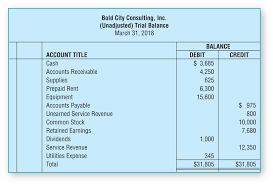 Bold City Consulting, Inc.
(Unadjusted) Trial Balance
March 31, 2018
BALANCE
ACCOUNT TITLE DEBIT CREDIT
Cash $ 3,685
Accounts Receivable 4,250
Supplies 625
Prepaid Rent 6,300
Equipment 15,600
Accounts Payable $ 975
Unearned Service Revenue 800
Common Stock 10,000
Retained Earnings 7,680
Dividends 1,000
Service Revenue 12,350
Utilities Expense 345
Total $31,805 $31,805